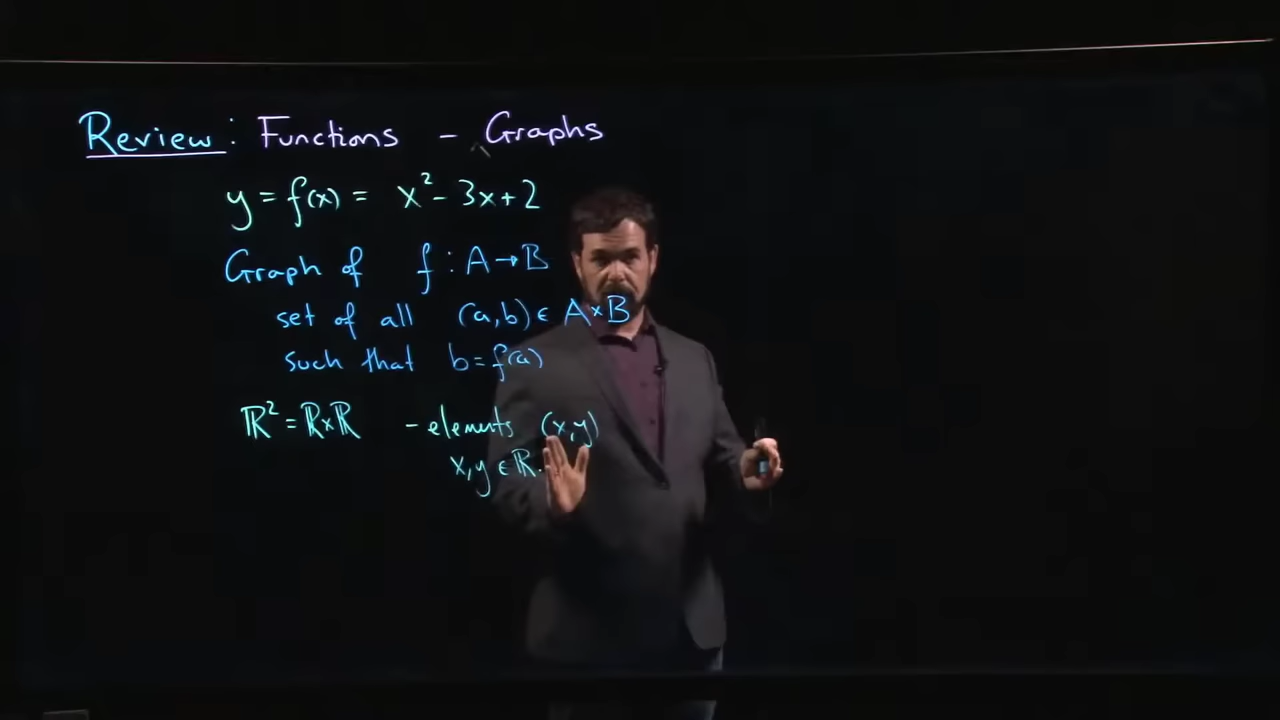 Review: Functions - Graphs
y = f(x) = x² - 3x + 2
Graph of f : A → B
set of all (a,b) ∈ A × B
such that b = f(a)
ℝ² = ℝ×ℝ - elements (x,y)
x,y ∈ ℝ.